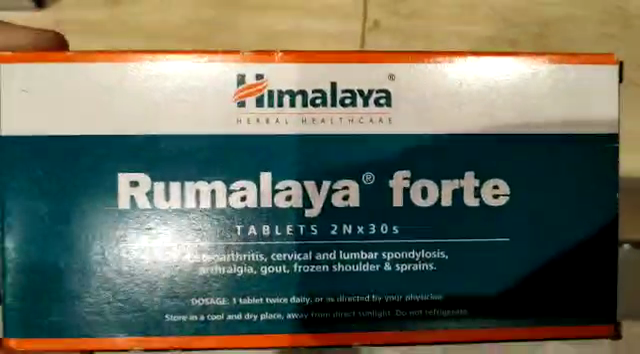 Himalaya®
HERBAL HEALTHCARE
Rumalaya® forte
TABLETS 2Nx30s
cervical and lumbar spondylosis,
arthralgia, gout, frozen shoulder & sprains.
DOSAGE: 1 tablet twice daily, or as directed by your physician
Store in a cool and dry place, away from direct sunlight. Do not refrigerate.